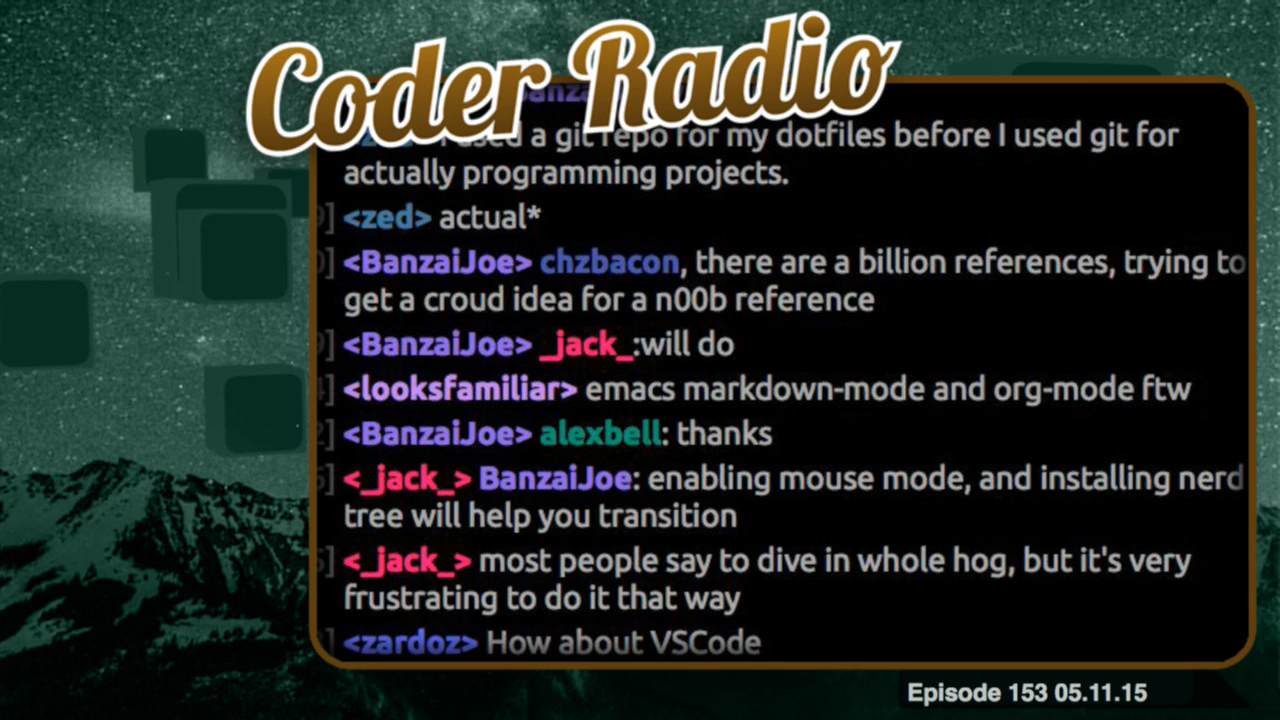 Coder Radio
a git repo for my dotfiles before I used git for
actually programming projects.
<zed> actual*
<BanzaiJoe> chzbacon, there are a billion references, trying to
get a croud idea for a n00b reference
<BanzaiJoe> _jack_:will do
<looksfamiliar> emacs markdown-mode and org-mode ftw
<BanzaiJoe> alexbell: thanks
<_jack_> BanzaiJoe: enabling mouse mode, and installing nerd
tree will help you transition
<_jack_> most people say to dive in whole hog, but it's very
frustrating to do it that way
<zardoz> How about VSCode
Episode 153 05.11.15